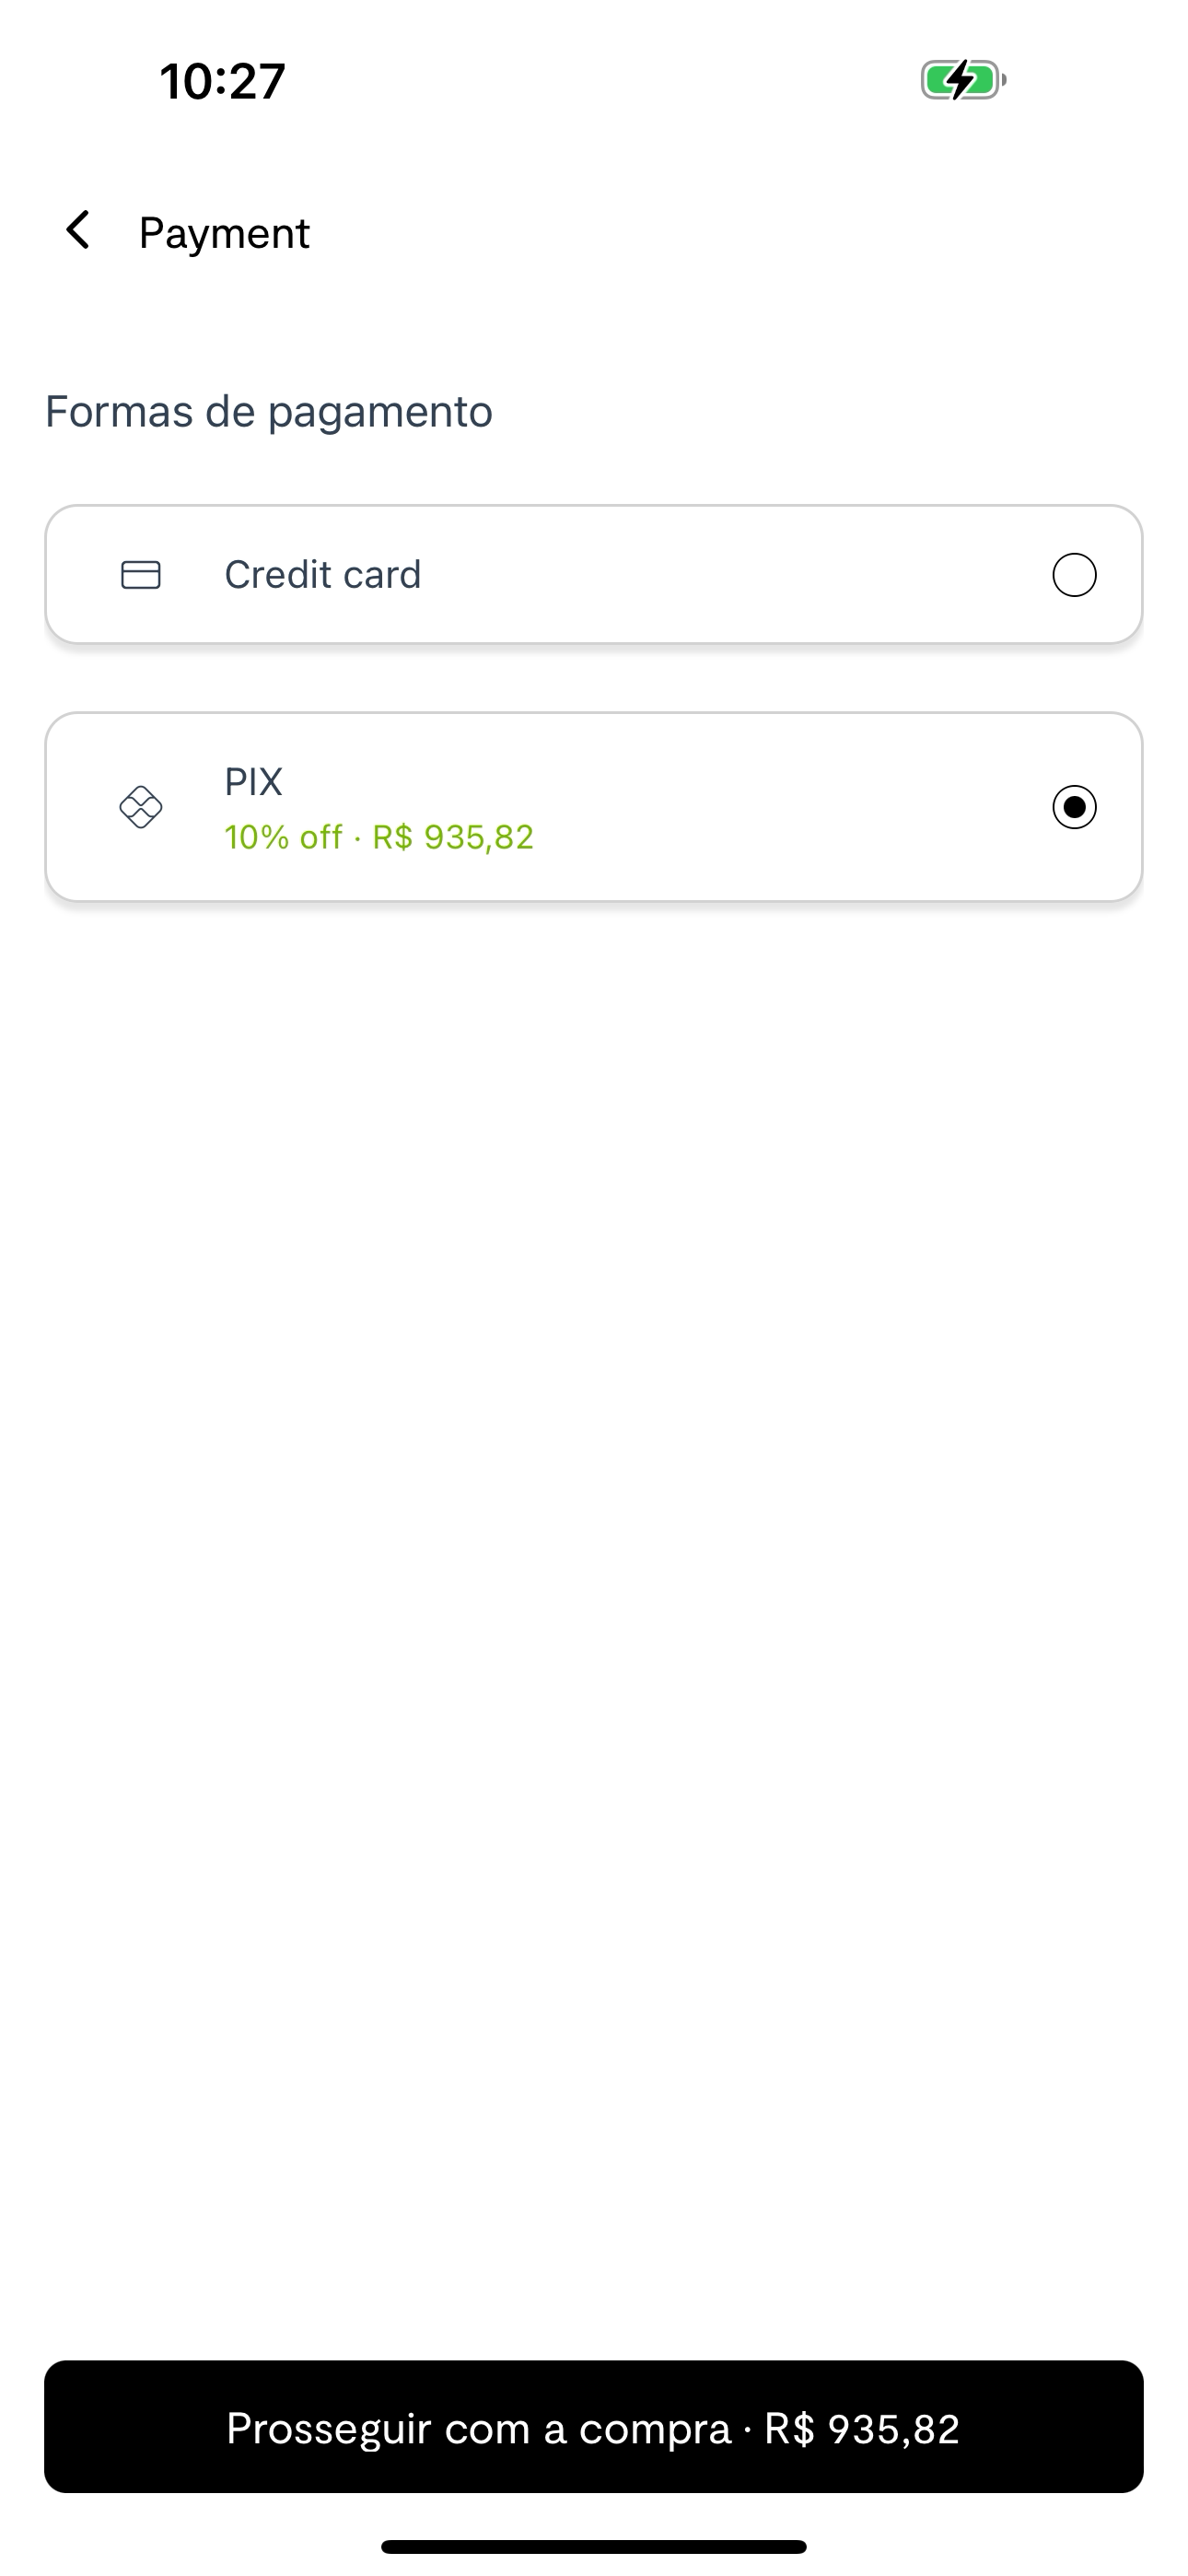 10:27
Payment
Formas de pagamento
Credit card
PIX
10% off · R$ 935,82
Prosseguir com a compra · R$ 935,82